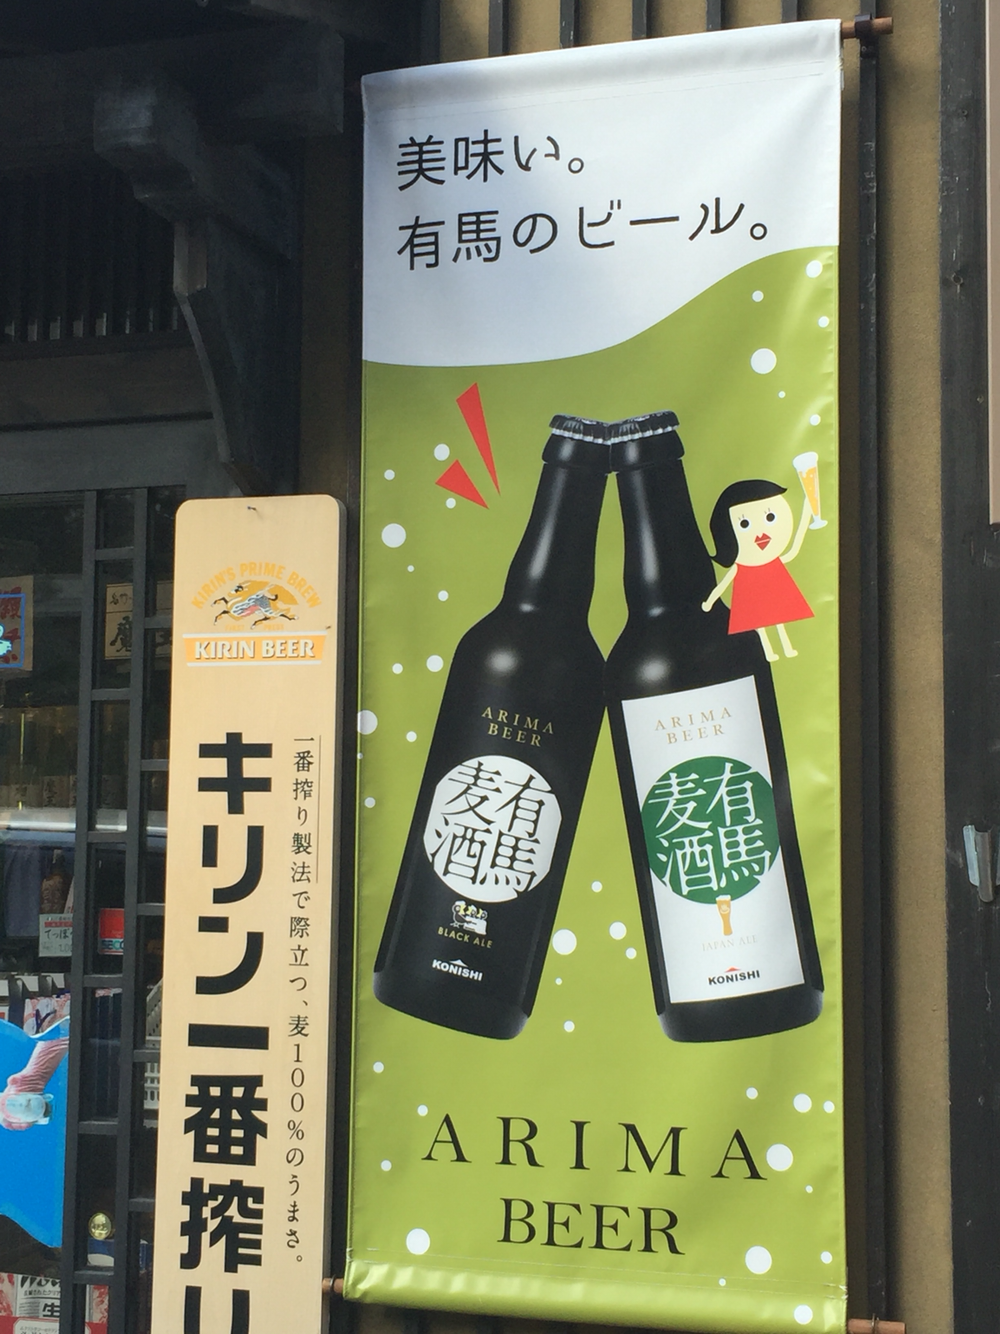 美味い。
有馬のビール。
ARIMA
BEER
有馬
麦酒
BLACK ALE
KONISHI
ARIMA
BEER
有馬
麦酒
JAPAN ALE
KONISHI
ARIMA
BEER
KIRIN'S PRIME BREW
KIRIN BEER
一番搾り製法で際立つ、麦100%のうまさ。
キリン一番搾り
生